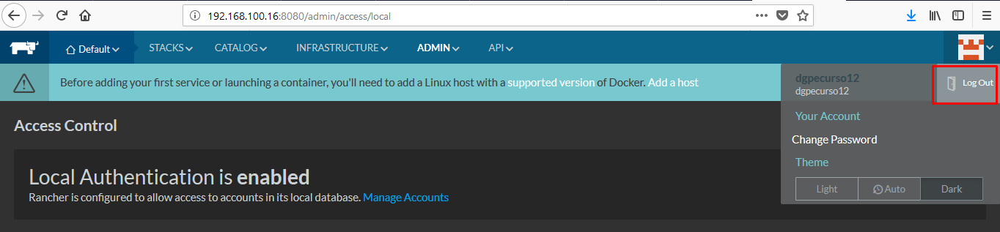 192.168.100.16:8080/admin/access/local
Default STACKS CATALOG INFRASTRUCTURE ADMIN API
Before adding your first service or launching a container, you'll need to add a Linux host with a supported version of Docker. Add a host
dgpecurso12
dgpecurso12
Log Out
Your Account
Change Password
Theme
Light Auto Dark
Access Control
Local Authentication is enabled
Rancher is configured to allow access to accounts in its local database. Manage Accounts